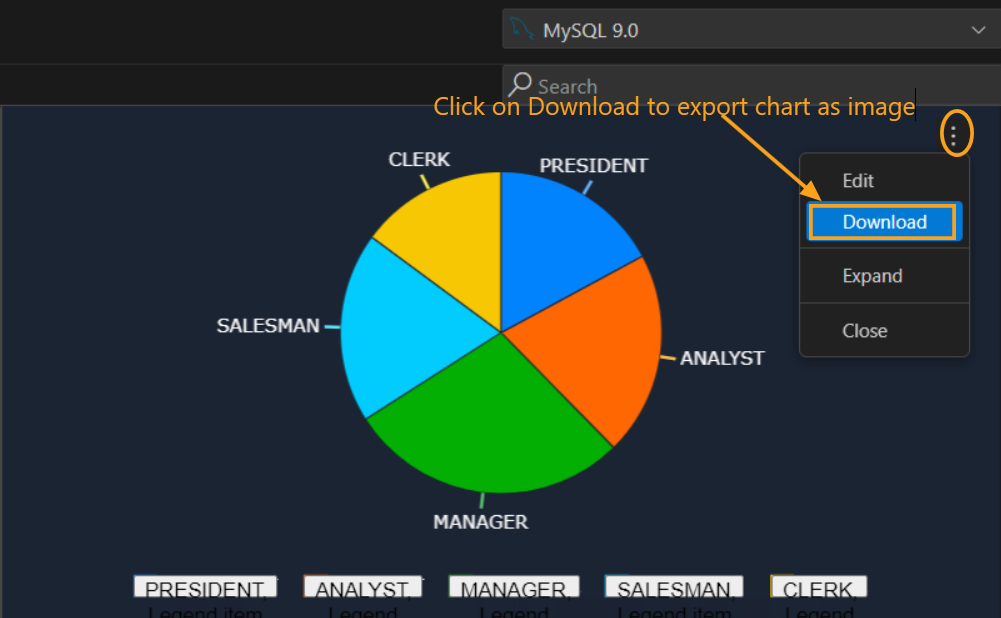 MySQL 9.0
Search
Click on Download to export chart as image
CLERK
PRESIDENT
Edit
Download
Expand
Close
SALESMAN
ANALYST
MANAGER
PRESIDENT,
ANALYST,
MANAGER,
SALESMAN,
CLERK,
Legend item
Legend
Legend
Legend item
Legend